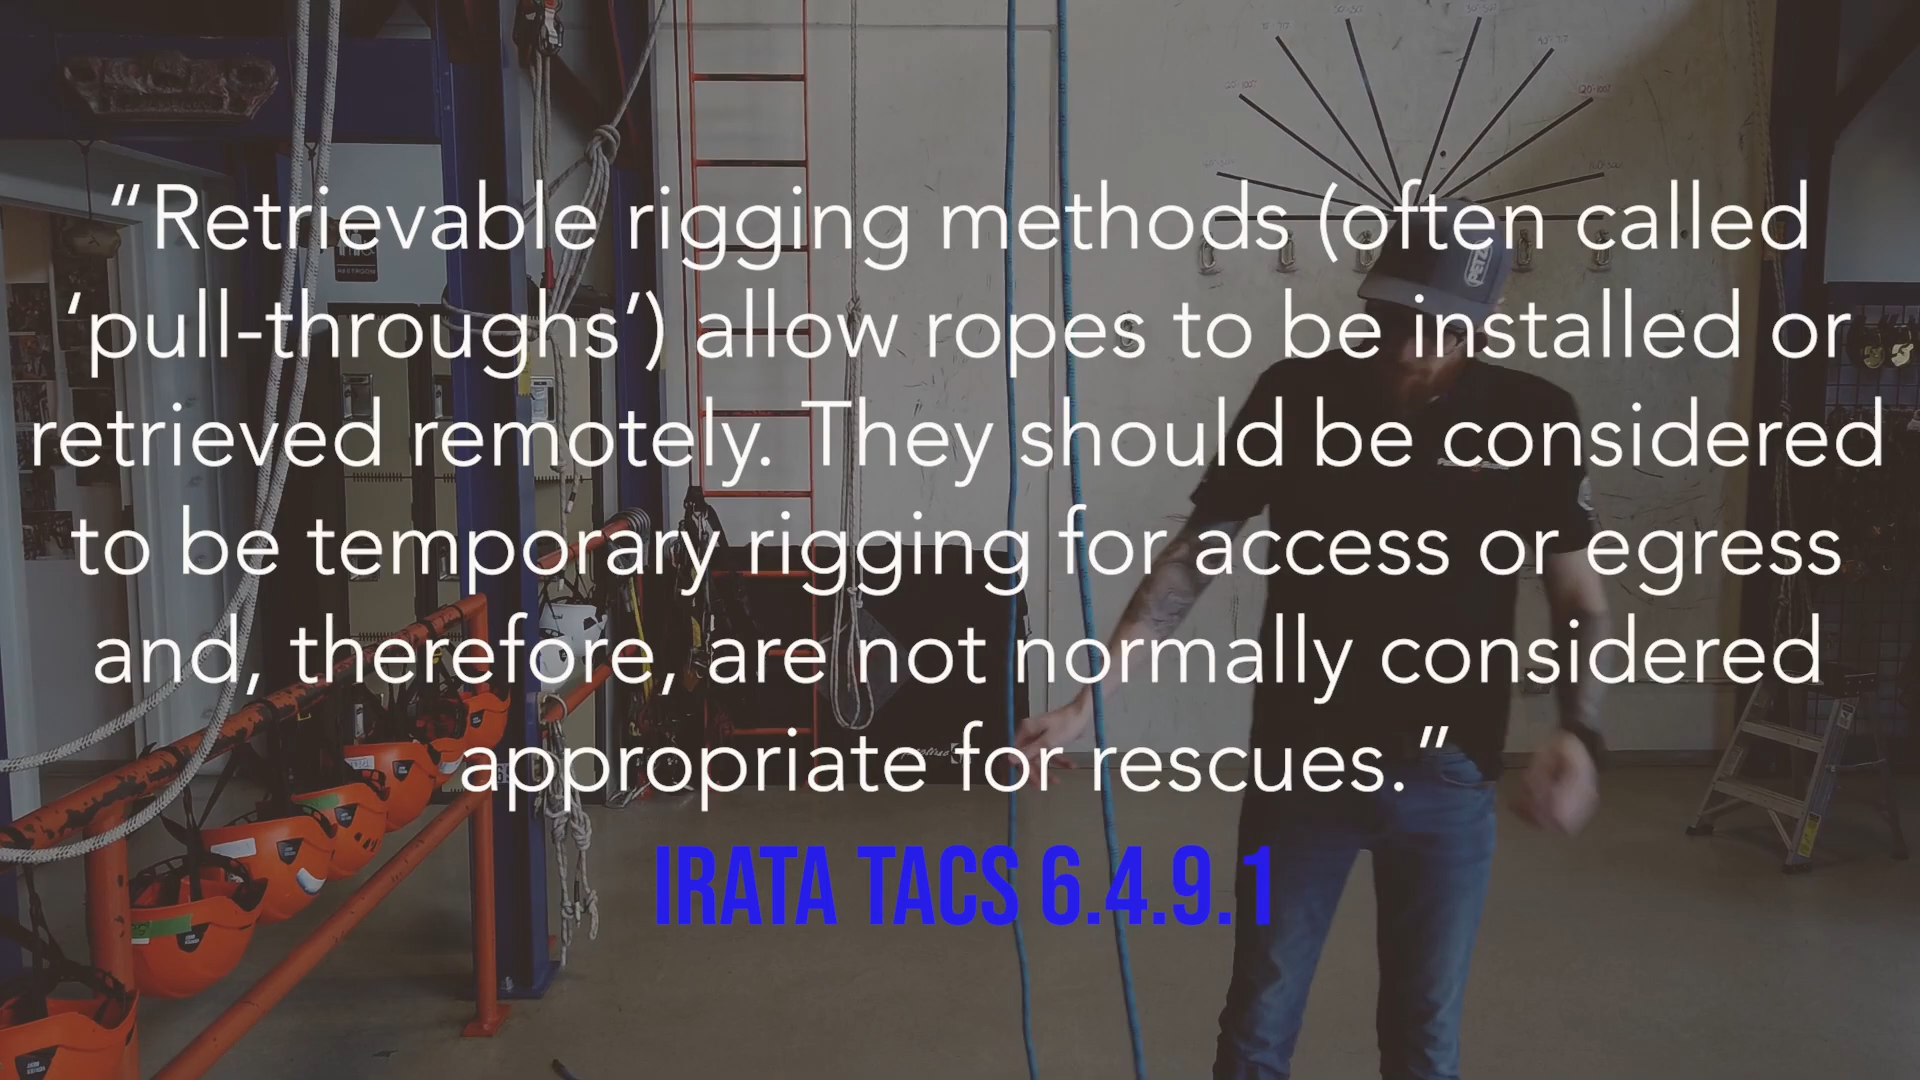 “Retrievable rigging methods (often called
‘pull-throughs’) allow ropes to be installed or
retrieved remotely. They should be considered
to be temporary rigging for access or egress
and, therefore, are not normally considered
appropriate for rescues.”
IRATA TACS 6.4.9.1
RESTROOM
PETZL